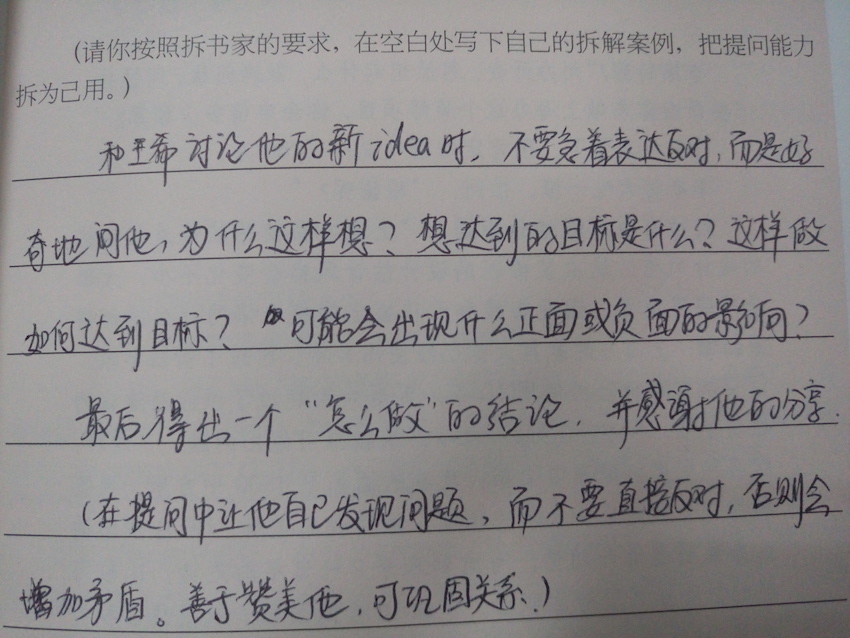 (请你按照拆书家的要求，在空白处写下自己的拆解案例，把提问能力
拆为己用。)
和王希讨论他的新idea时，不要急着表达反对，而是好
奇地问他，为什么这样想？想达到的目标是什么？这样做
如何达到目标？可能会出现什么正面或负面的影响？
最后得出一个“怎么做”的结论，并感谢他的分享.
(在提问中让他自己发现问题，而不要直接反对，否则会
增加矛盾。善于赞美他，可巩固关系.)